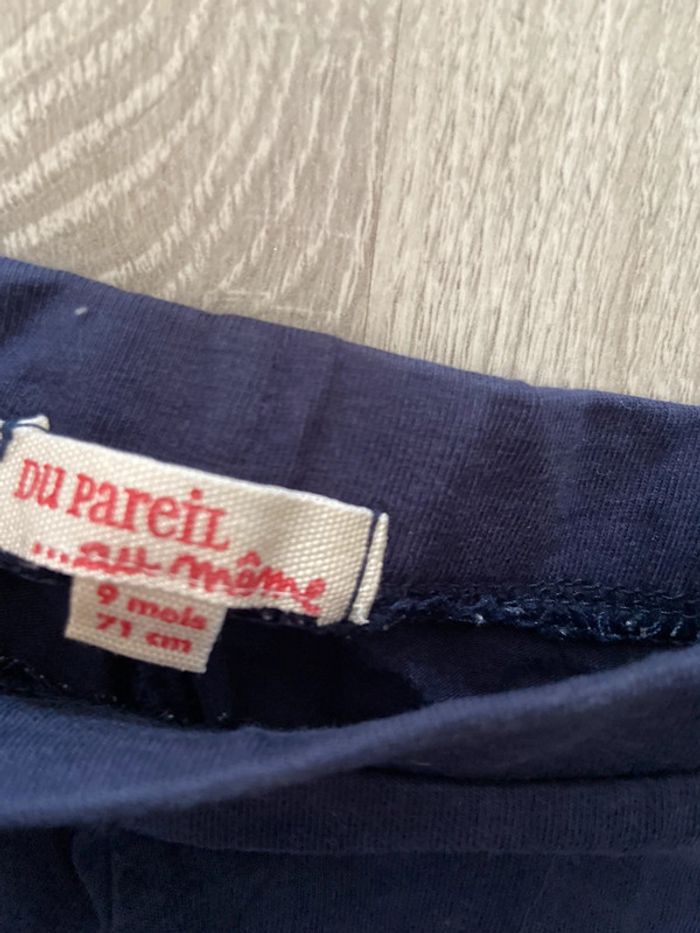 DU PAREIL
...au même
9 mois
71 cm